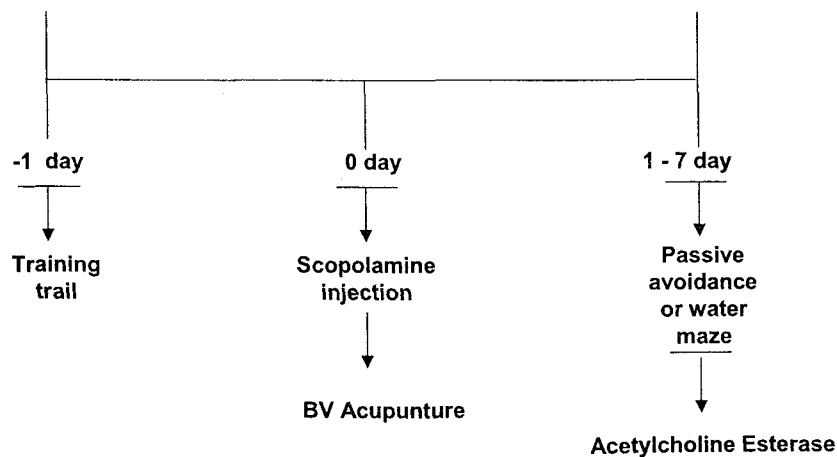 -1 day
0 day
1 - 7 day
Training
trail
Scopolamine
injection
BV Acupunture
Passive
avoidance
or water
maze
Acetylcholine Esterase